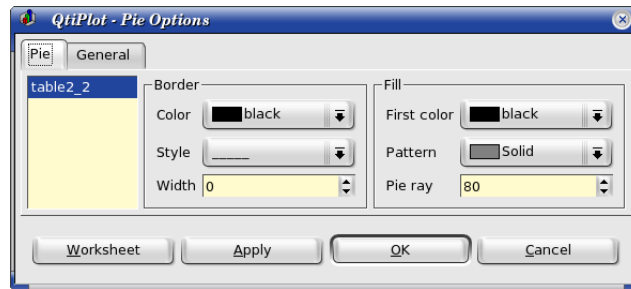 QtiPlot - Pie Options
Pie
General
table2_2
Border
Color
black
Style
_____
Width
0
Fill
First color
black
Pattern
Solid
Pie ray
80
Worksheet
Apply
OK
Cancel